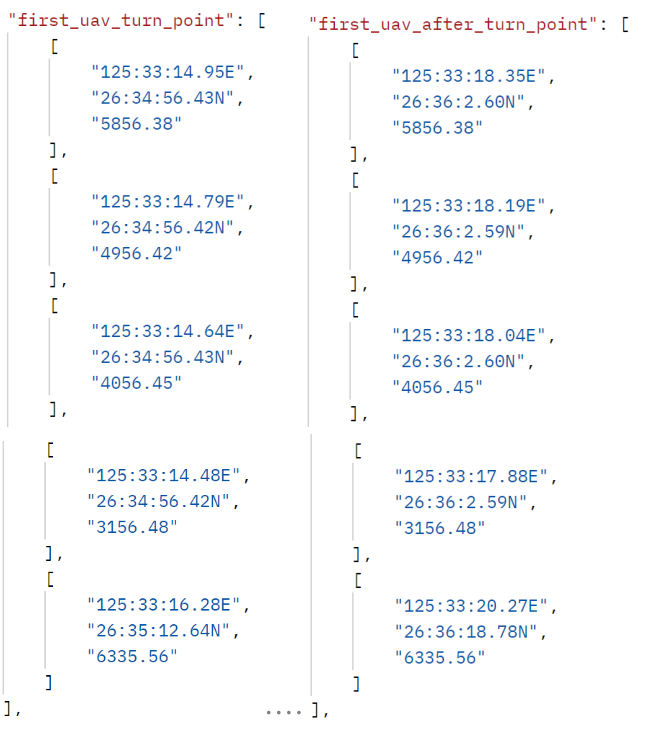 "first_uav_turn_point": [
[
"125:33:14.95E",
"26:34:56.43N",
"5856.38"
],
[
"125:33:14.79E",
"26:34:56.42N",
"4956.42"
],
[
"125:33:14.64E",
"26:34:56.43N",
"4056.45"
],
[
"125:33:14.48E",
"26:34:56.42N",
"3156.48"
],
[
"125:33:16.28E",
"26:35:12.64N",
"6335.56"
]
],
"first_uav_after_turn_point": [
[
"125:33:18.35E",
"26:36:2.60N",
"5856.38"
],
[
"125:33:18.19E",
"26:36:2.59N",
"4956.42"
],
[
"125:33:18.04E",
"26:36:2.60N",
"4056.45"
],
[
"125:33:17.88E",
"26:36:2.59N",
"3156.48"
],
[
"125:33:20.27E",
"26:36:18.78N",
"6335.56"
]
.... ],